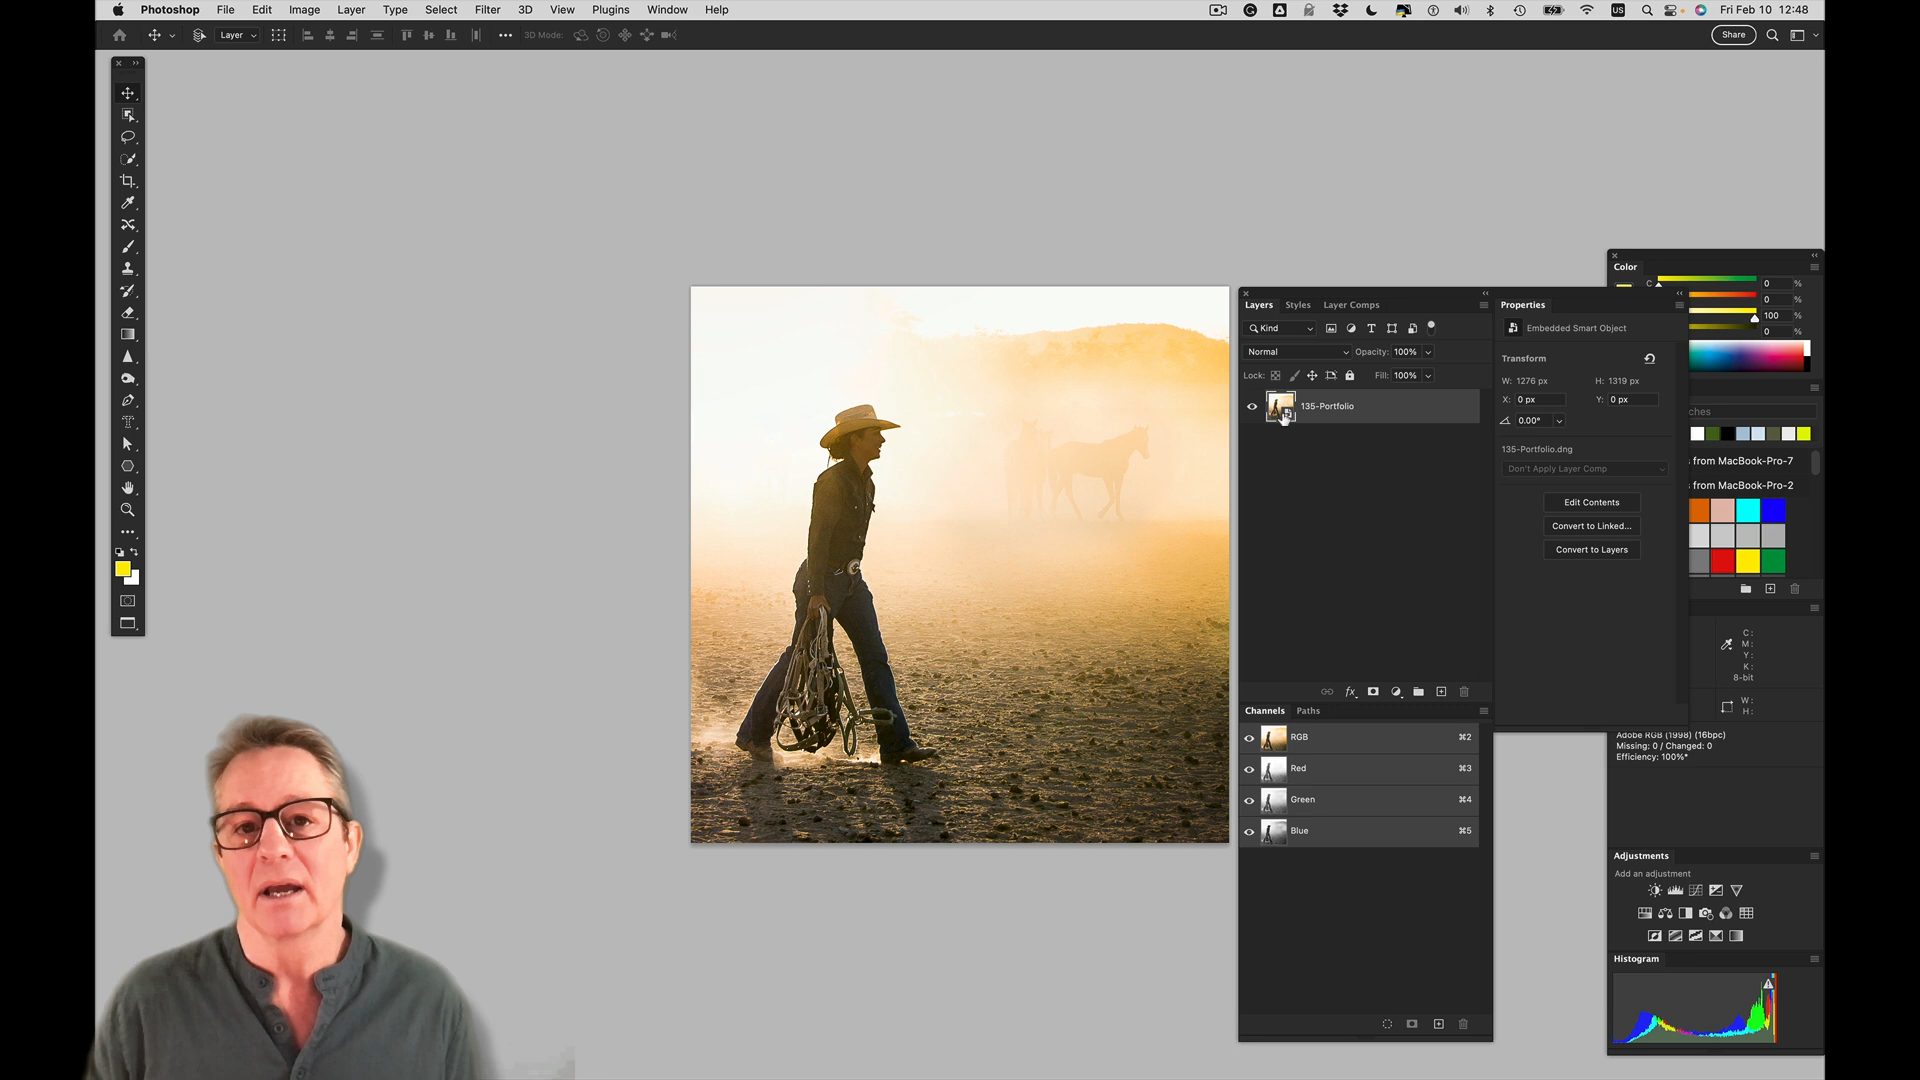 Photoshop File Edit Image Layer Type Select Filter 3D View Plugins Window Help US Fri Feb 10 12:48
Layer 3D Mode: Share
Color
C 0 %
0 %
100 %
0 %
Layers Styles Layer Comps
Kind
Normal Opacity: 100%
Lock: Fill: 100%
135-Portfolio
Properties
Embedded Smart Object
Transform
W: 1276 px H: 1319 px
X: 0 px Y: 0 px
0.00°
135-Portfolio.dng
Don't Apply Layer Comp
Edit Contents
Convert to Linked...
Convert to Layers
ches
s from MacBook-Pro-7
s from MacBook-Pro-2
C:
M:
Y:
K:
8-bit
W:
H:
Adobe RGB (1998) (16bpc)
Missing: 0 / Changed: 0
Efficiency: 100%*
Channels Paths
RGB ⌘2
Red ⌘3
Green ⌘4
Blue ⌘5
Adjustments
Add an adjustment
Histogram